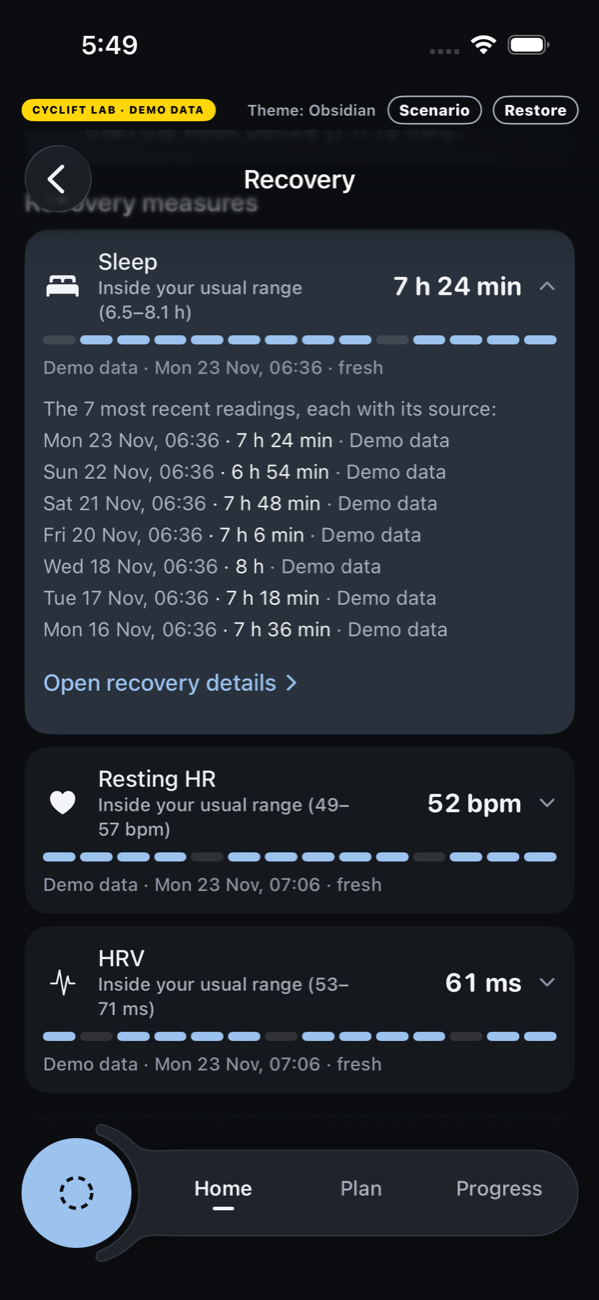 5:49
CYCLIFT LAB · DEMO DATA
Theme: Obsidian
Scenario
Restore
Recovery
Recovery measures
Sleep
Inside your usual range
(6.5–8.1 h)
7 h 24 min
Demo data · Mon 23 Nov, 06:36 · fresh
The 7 most recent readings, each with its source:
Mon 23 Nov, 06:36 · 7 h 24 min · Demo data
Sun 22 Nov, 06:36 · 6 h 54 min · Demo data
Sat 21 Nov, 06:36 · 7 h 48 min · Demo data
Fri 20 Nov, 06:36 · 7 h 6 min · Demo data
Wed 18 Nov, 06:36 · 8 h · Demo data
Tue 17 Nov, 06:36 · 7 h 18 min · Demo data
Mon 16 Nov, 06:36 · 7 h 36 min · Demo data
Open recovery details
Resting HR
Inside your usual range (49–
57 bpm)
52 bpm
Demo data · Mon 23 Nov, 07:06 · fresh
HRV
Inside your usual range (53–
71 ms)
61 ms
Demo data · Mon 23 Nov, 07:06 · fresh
Home
Plan
Progress